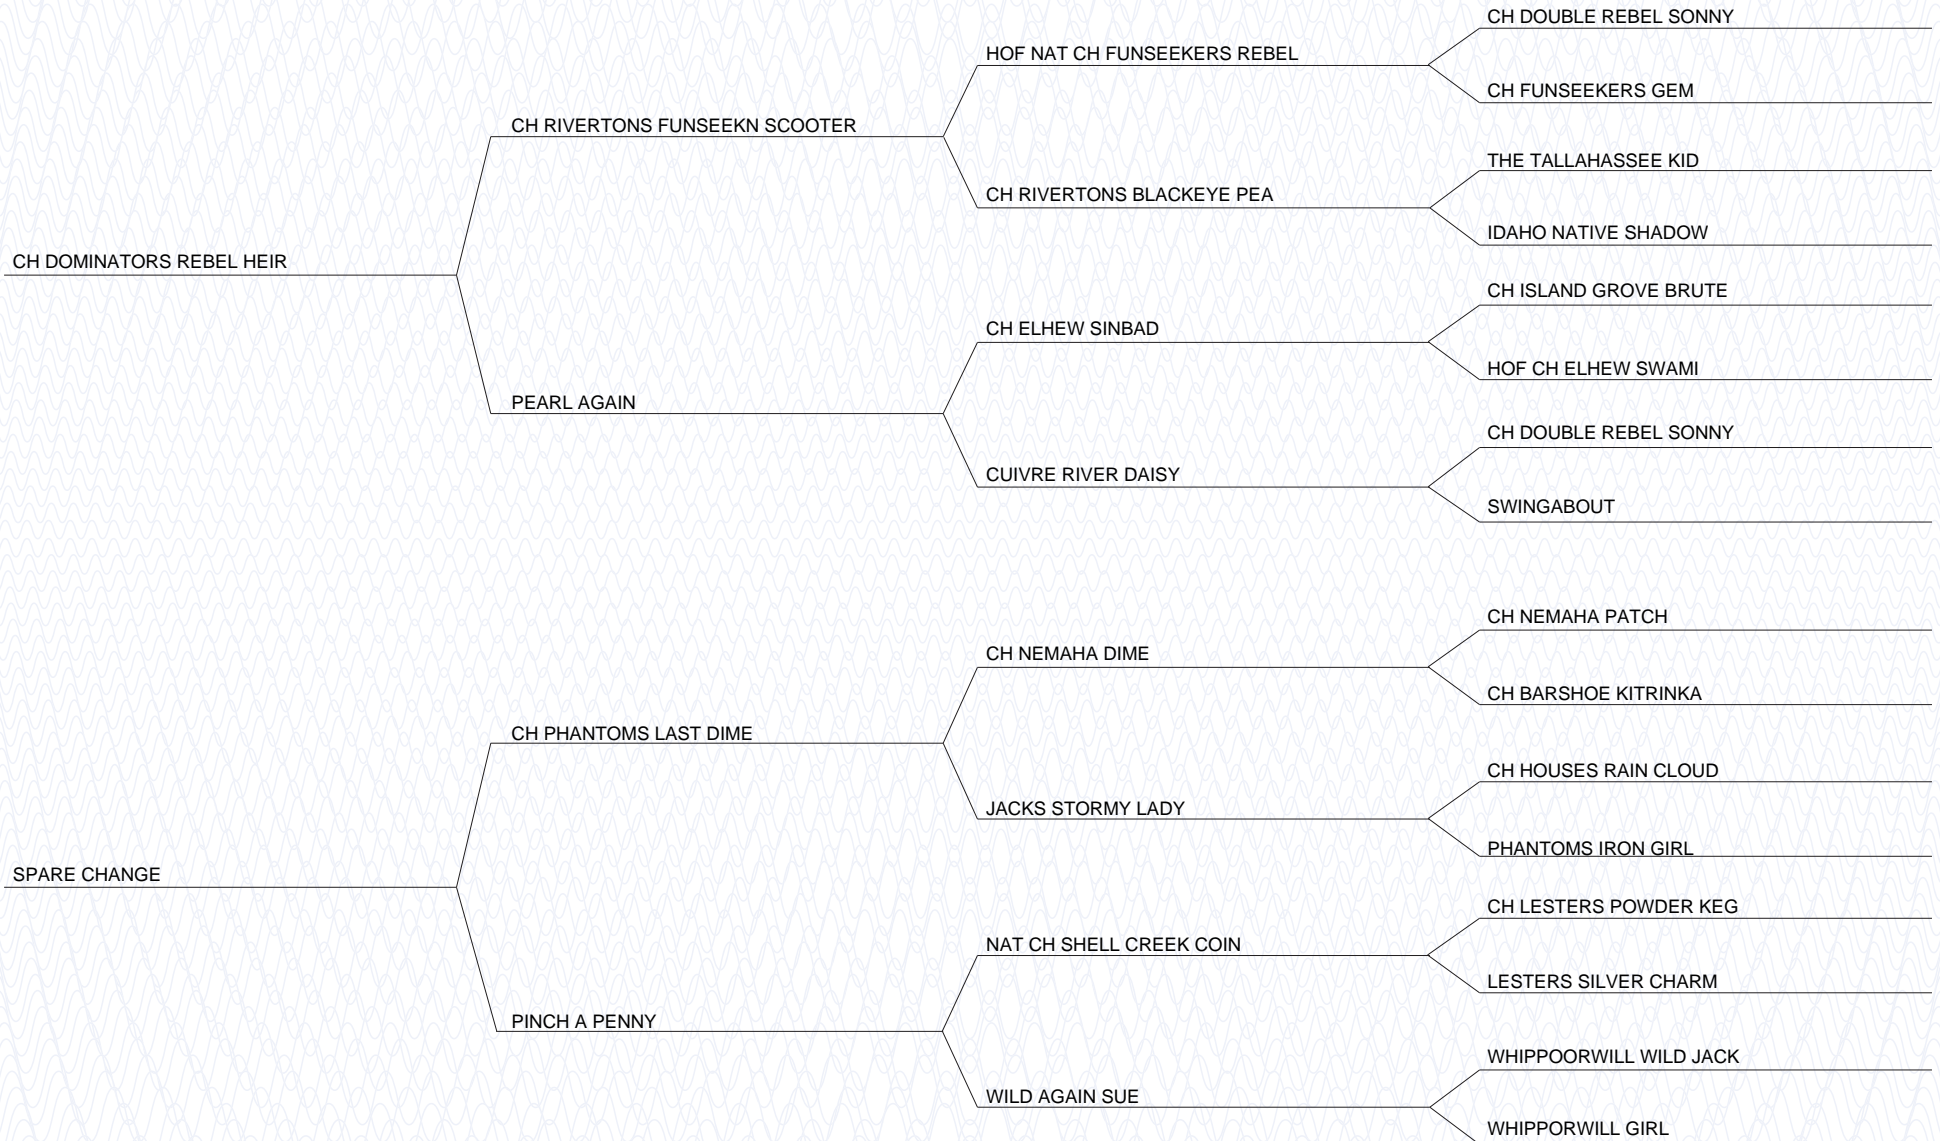 CH DOUBLE REBEL SONNY
HOF NAT CH FUNSEEKERS REBEL
CH FUNSEEKERS GEM
CH RIVERTONS FUNSEEKN SCOOTER
THE TALLAHASSEE KID
CH RIVERTONS BLACKEYE PEA
IDAHO NATIVE SHADOW
CH DOMINATORS REBEL HEIR
CH ISLAND GROVE BRUTE
CH ELHEW SINBAD
HOF CH ELHEW SWAMI
PEARL AGAIN
CH DOUBLE REBEL SONNY
CUIVRE RIVER DAISY
SWINGABOUT
CH NEMAHA PATCH
CH NEMAHA DIME
CH BARSHOE KITRINKA
CH PHANTOMS LAST DIME
CH HOUSES RAIN CLOUD
JACKS STORMY LADY
PHANTOMS IRON GIRL
SPARE CHANGE
CH LESTERS POWDER KEG
NAT CH SHELL CREEK COIN
LESTERS SILVER CHARM
PINCH A PENNY
WHIPPOORWILL WILD JACK
WILD AGAIN SUE
WHIPPORWILL GIRL